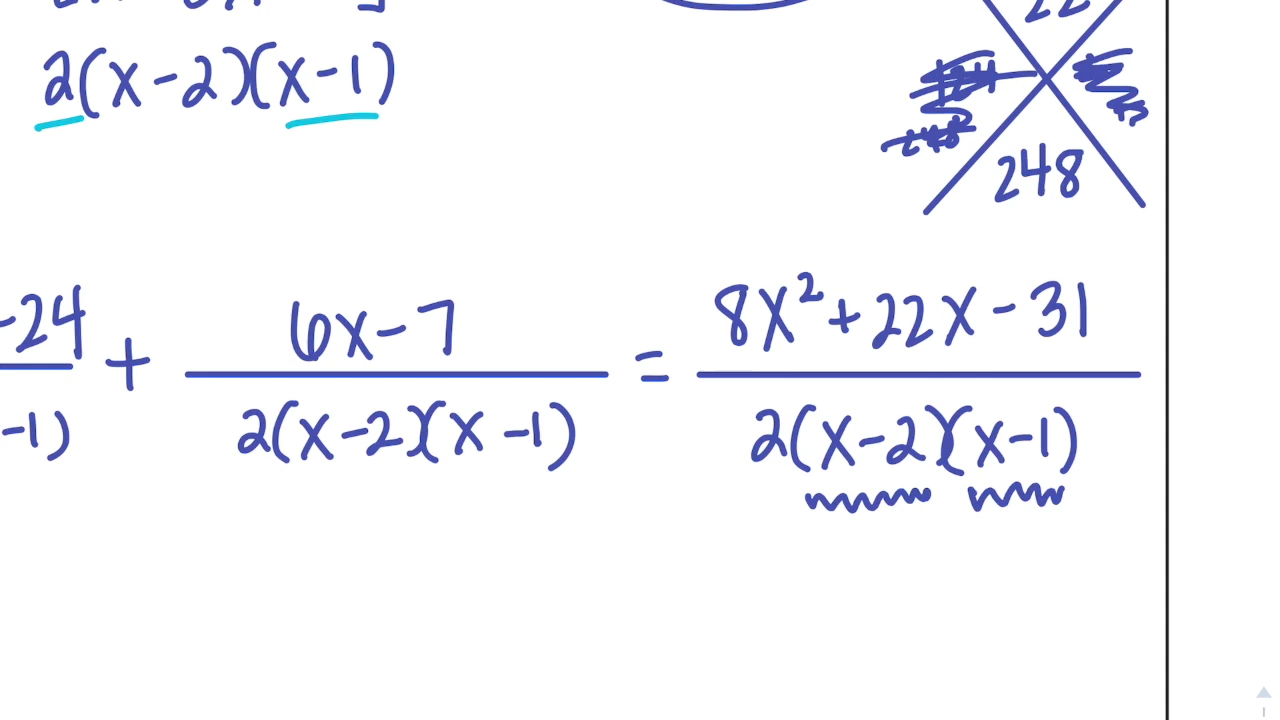 2(x-2)(x-1)
22
248
-24 + 6x-7 = 8x²+22x-31
-1) 2(x-2)(x-1) 2(x-2)(x-1)